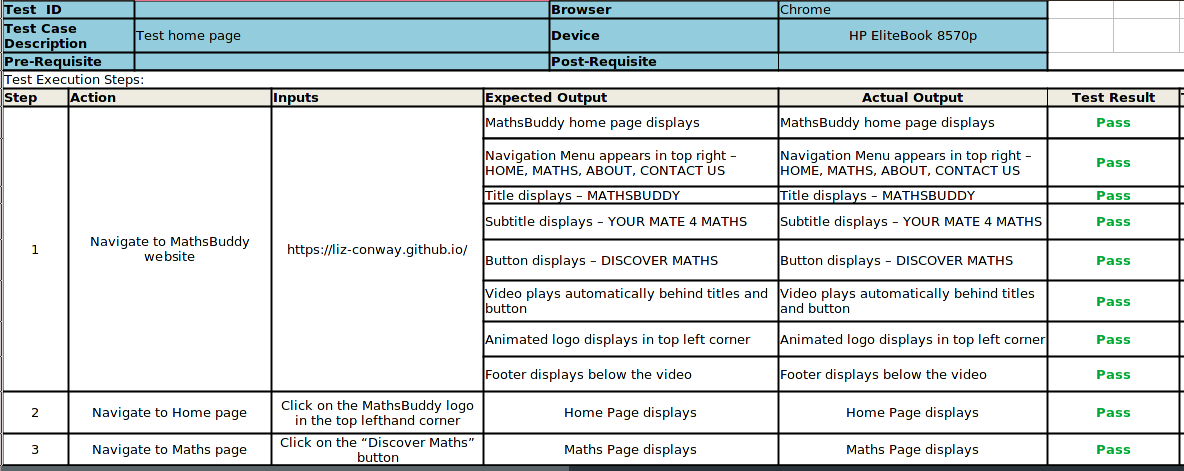 Test  ID Browser Chrome
Test Case
Description Test home page Device HP EliteBook 8570p
Pre-Requisite Post-Requisite
Test Execution Steps:
Step Action Inputs Expected Output Actual Output Test Result
1 Navigate to MathsBuddy
website https://liz-conway.github.io/
MathsBuddy home page displays MathsBuddy home page displays Pass
Navigation Menu appears in top right – Navigation Menu appears in top right –
HOME, MATHS, ABOUT, CONTACT US HOME, MATHS, ABOUT, CONTACT US Pass
Title displays – MATHSBUDDY Title displays – MATHSBUDDY Pass
Subtitle displays – YOUR MATE 4 MATHS Subtitle displays – YOUR MATE 4 MATHS Pass
Button displays – DISCOVER MATHS Button displays – DISCOVER MATHS Pass
Video plays automatically behind titles and Video plays automatically behind titles
button and button Pass
Animated logo displays in top left corner Animated logo displays in top left corner Pass
Footer displays below the video Footer displays below the video Pass
2 Navigate to Home page Click on the MathsBuddy logo
in the top lefthand corner Home Page displays Home Page displays Pass
3 Navigate to Maths page Click on the “Discover Maths”
button Maths Page displays Maths Page displays Pass